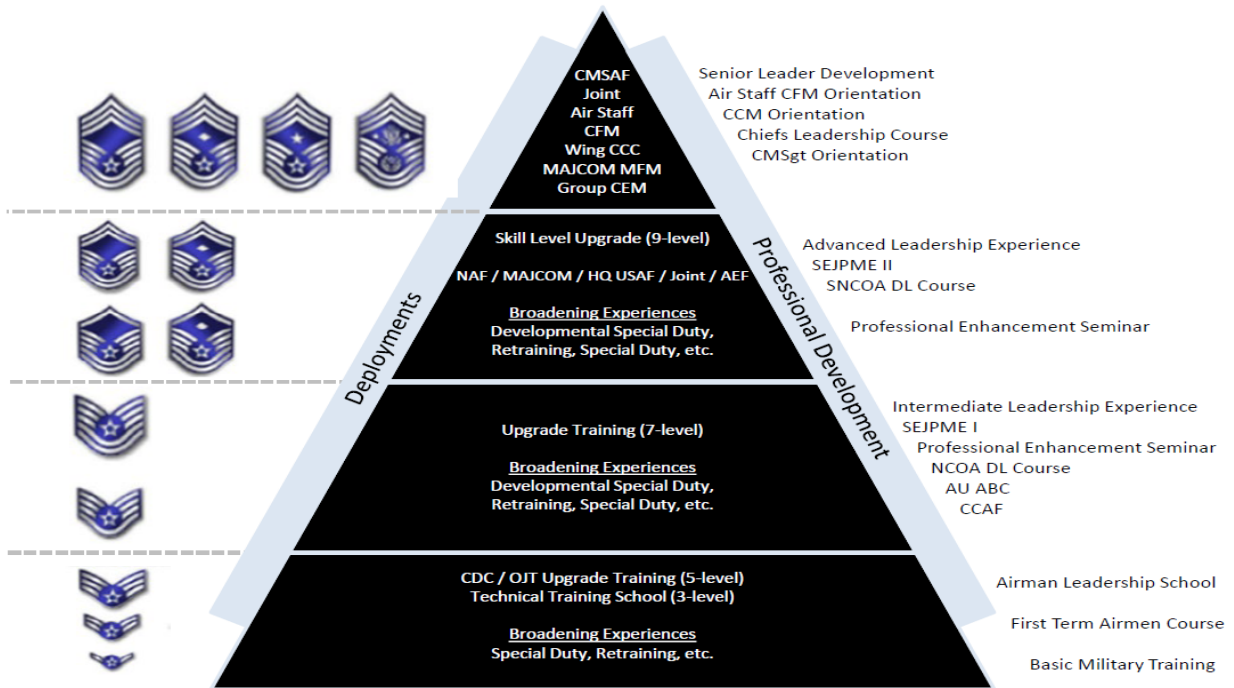 CMSAF
Joint
Air Staff
CFM
Wing CCC
MAJCOM MFM
Group CEM
Senior Leader Development
Air Staff CFM Orientation
CCM Orientation
Chiefs Leadership Course
CMSgt Orientation
Deployments
Professional Development
Skill Level Upgrade (9-level)
NAF / MAJCOM / HQ USAF / Joint / AEF
Broadening Experiences
Developmental Special Duty,
Retraining, Special Duty, etc.
Advanced Leadership Experience
SEJPME II
SNCOA DL Course
Professional Enhancement Seminar
Upgrade Training (7-level)
Broadening Experiences
Developmental Special Duty,
Retraining, Special Duty, etc.
Intermediate Leadership Experience
SEJPME I
Professional Enhancement Seminar
NCOA DL Course
AU ABC
CCAF
CDC / OJT Upgrade Training (5-level)
Technical Training School (3-level)
Broadening Experiences
Special Duty, Retraining, etc.
Airman Leadership School
First Term Airmen Course
Basic Military Training